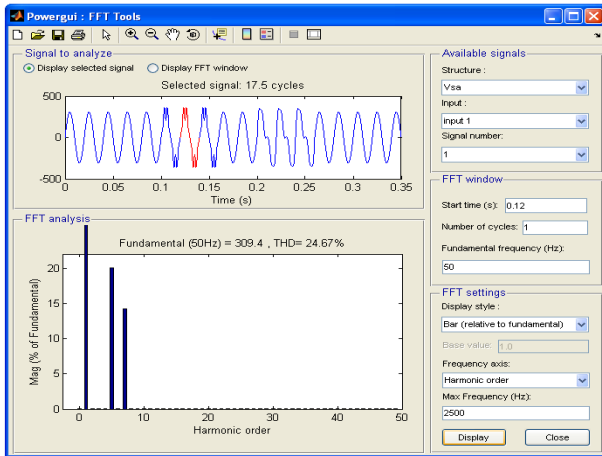 Powergui : FFT Tools
Signal to analyze
Display selected signal
Display FFT window
Selected signal: 17.5 cycles
500
0
-500
0 0.05 0.1 0.15 0.2 0.25 0.3 0.35
Time (s)
FFT analysis
Fundamental (50Hz) = 309.4 , THD= 24.67%
Mag (% of Fundamental)
20
15
10
5
0
0 10 20 30 40 50
Harmonic order
Available signals
Structure :
Vsa
Input :
input 1
Signal number:
1
FFT window
Start time (s): 0.12
Number of cycles: 1
Fundamental frequency (Hz):
50
FFT settings
Display style :
Bar (relative to fundamental)
Base value: 1.0
Frequency axis:
Harmonic order
Max Frequency (Hz):
2500
Display
Close